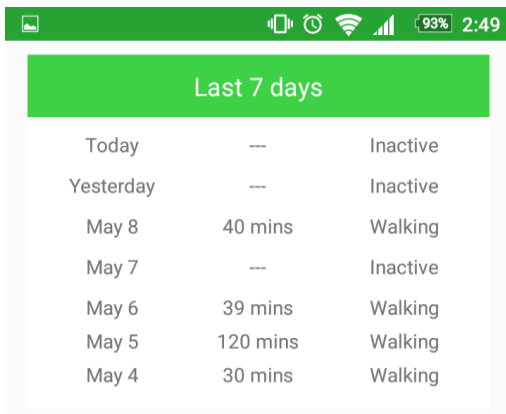 93% 2:49
Last 7 days
Today --- Inactive
Yesterday --- Inactive
May 8 40 mins Walking
May 7 --- Inactive
May 6 39 mins Walking
May 5 120 mins Walking
May 4 30 mins Walking